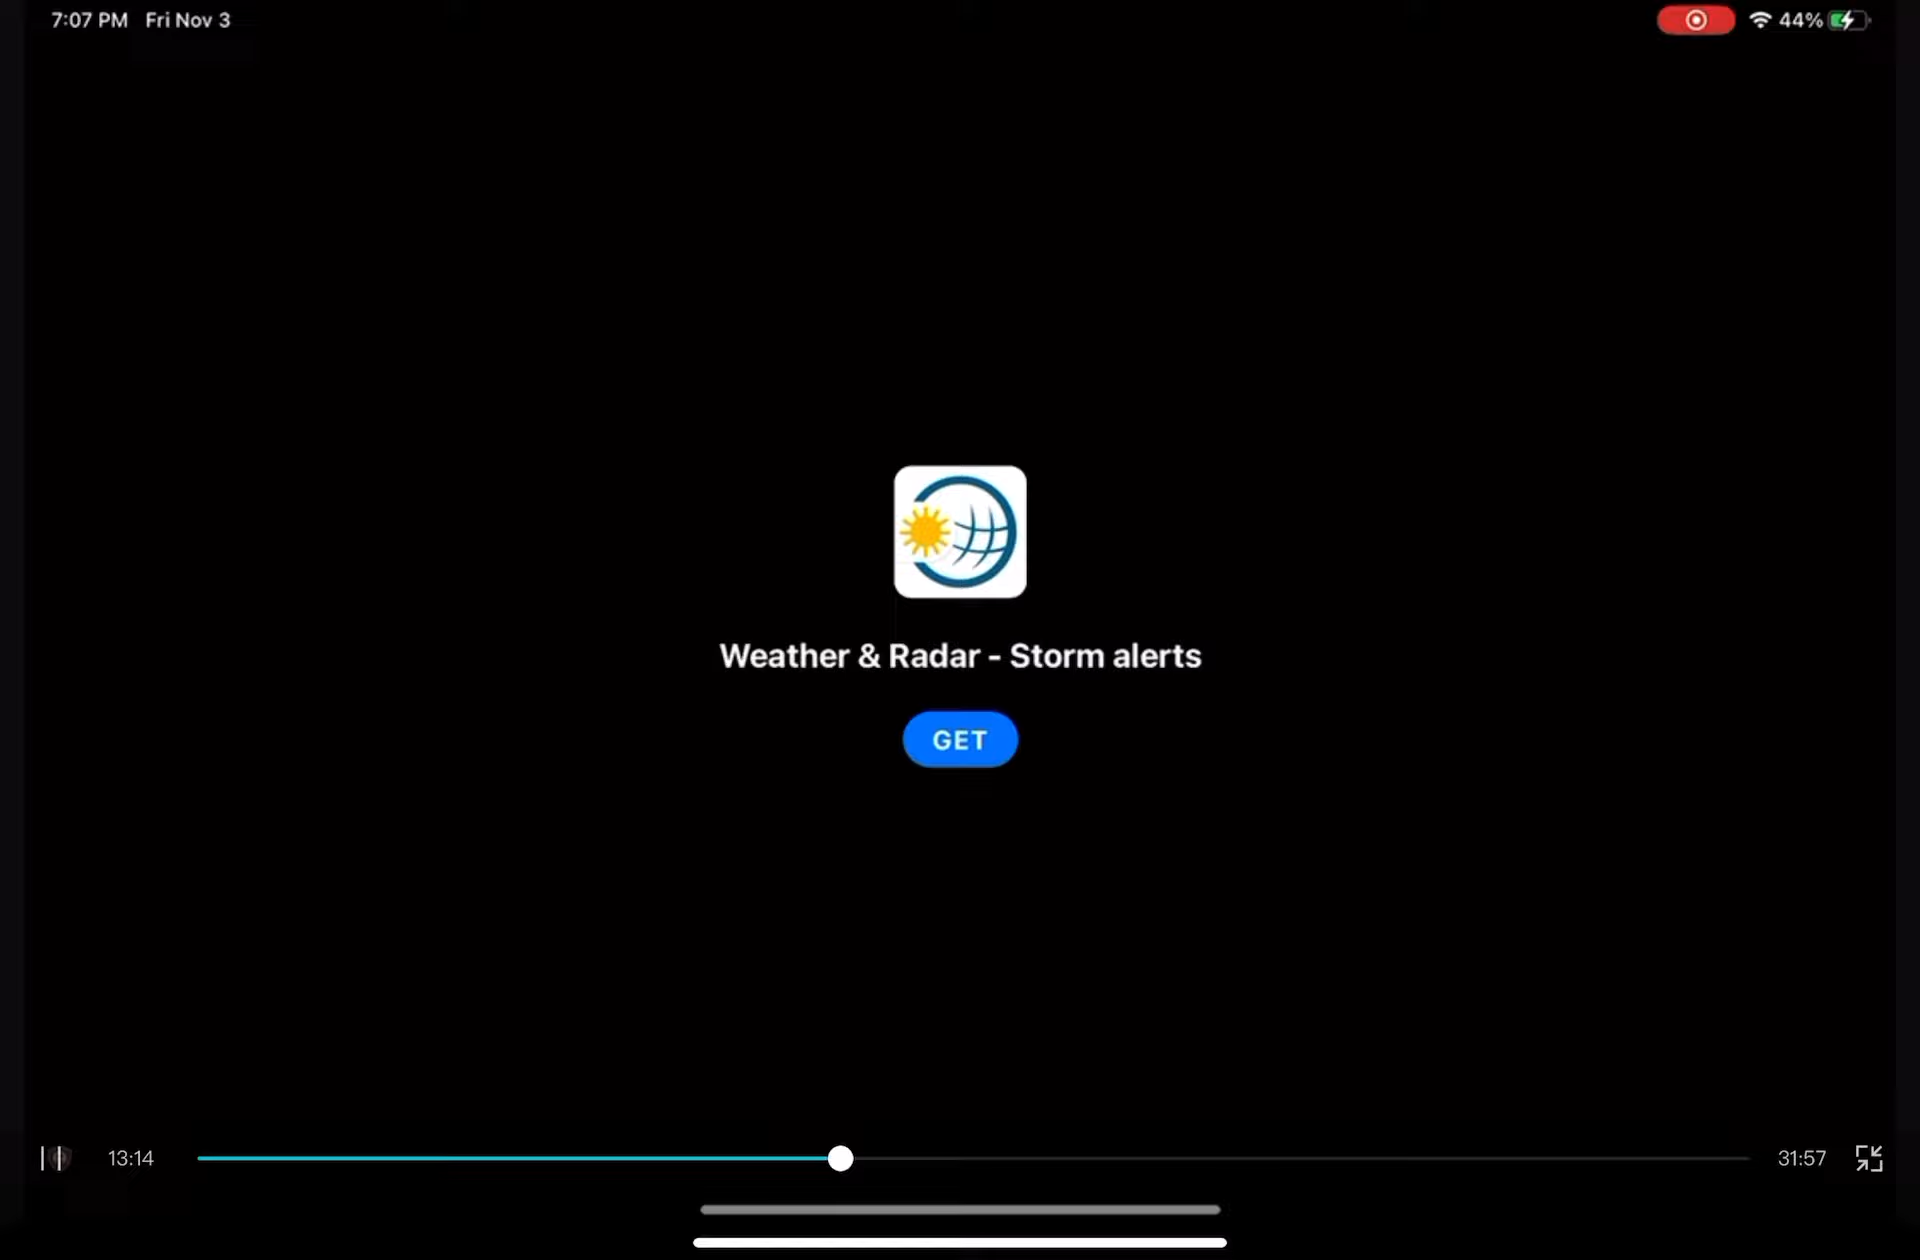 7:07 PM Fri Nov 3
44%
Weather & Radar - Storm alerts
GET
13:14
31:57